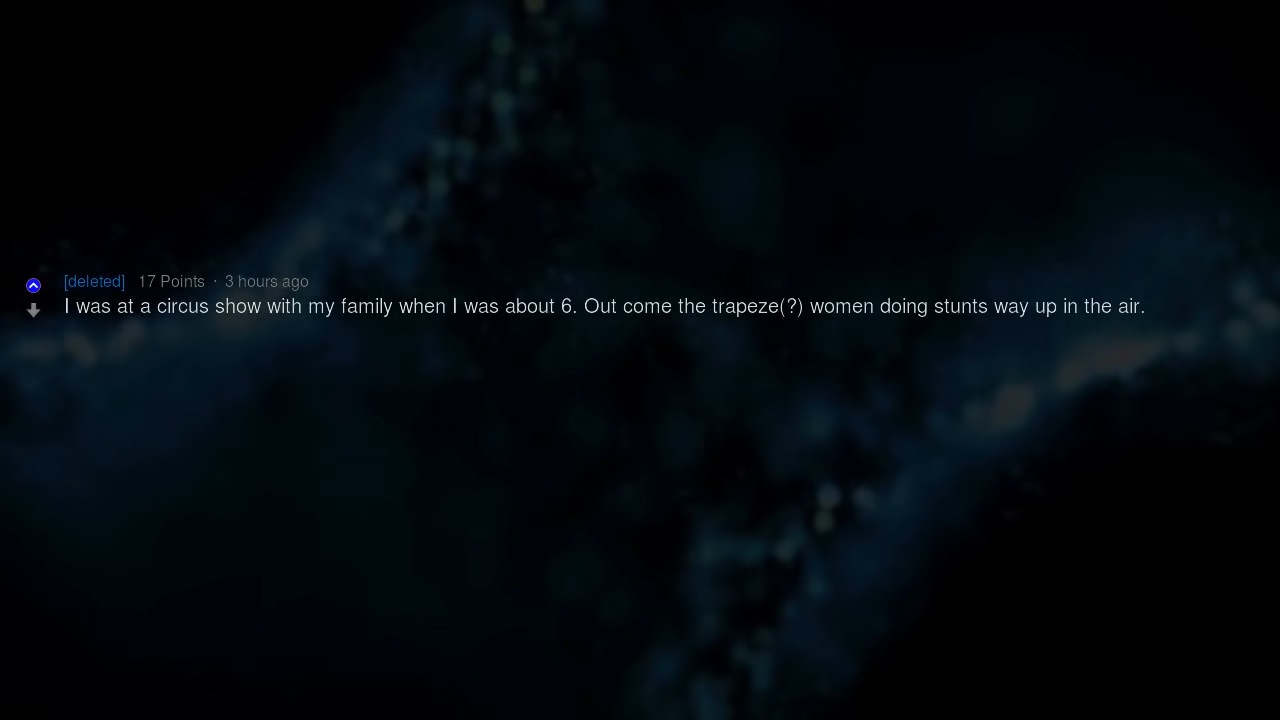 [deleted] 17 Points · 3 hours ago
I was at a circus show with my family when I was about 6. Out come the trapeze(?) women doing stunts way up in the air.